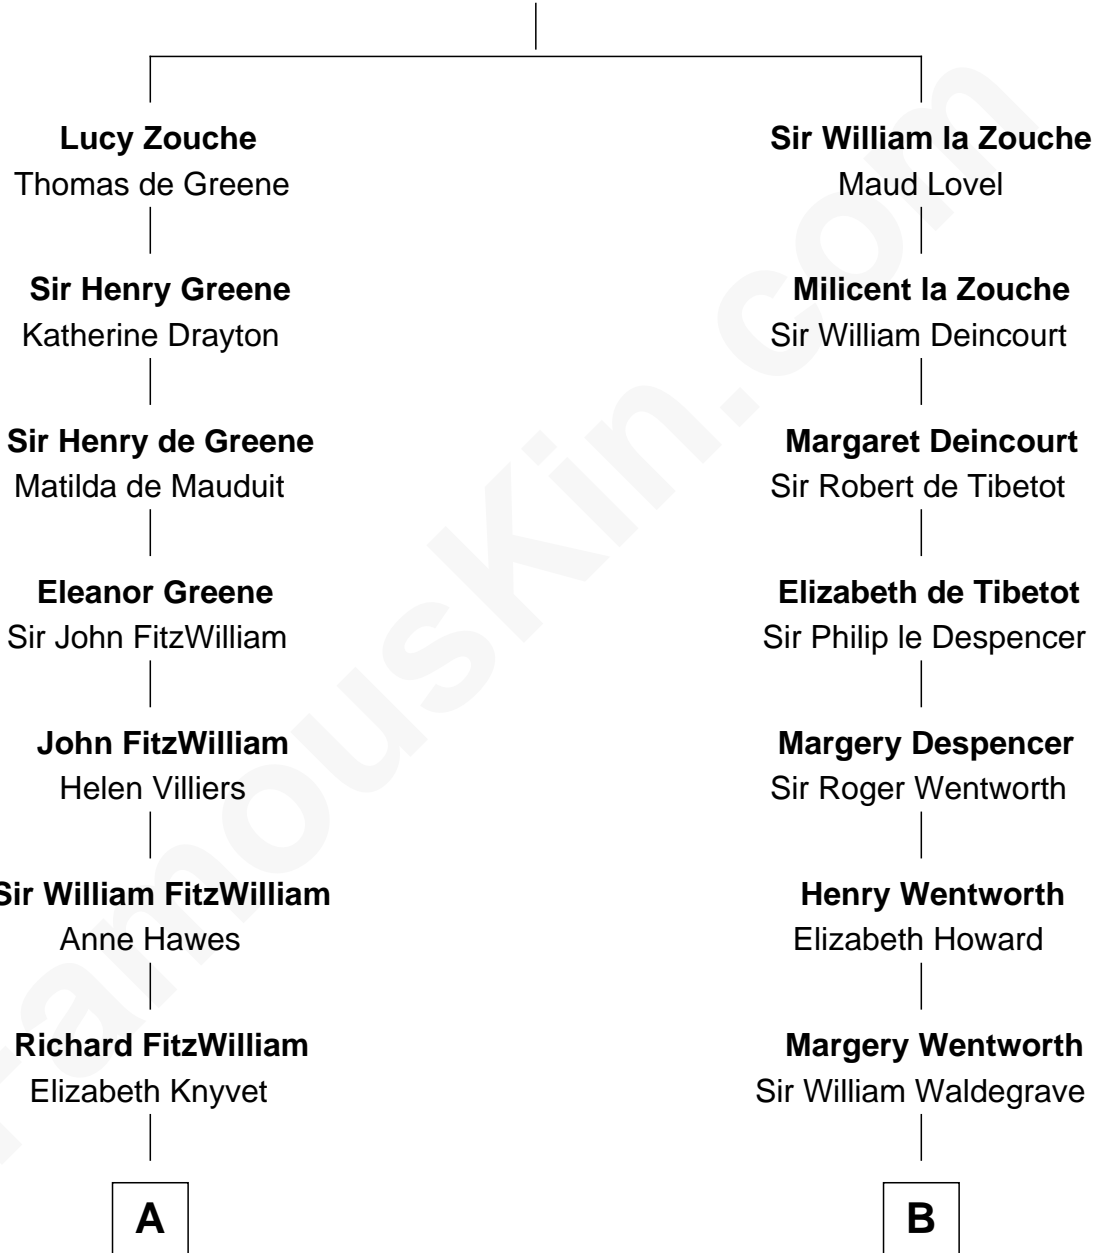 Lucy Zouche
Thomas de Greene
Sir Henry Greene
Katherine Drayton
Sir Henry de Greene
Matilda de Mauduit
Eleanor Greene
Sir John FitzWilliam
John FitzWilliam
Helen Villiers
Sir William FitzWilliam
Anne Hawes
Richard FitzWilliam
Elizabeth Knyvet
A
Sir William la Zouche
Maud Lovel
Milicent la Zouche
Sir William Deincourt
Margaret Deincourt
Sir Robert de Tibetot
Elizabeth de Tibetot
Sir Philip le Despencer
Margery Despencer
Sir Roger Wentworth
Henry Wentworth
Elizabeth Howard
Margery Wentworth
Sir William Waldegrave
B
FamousKin.com